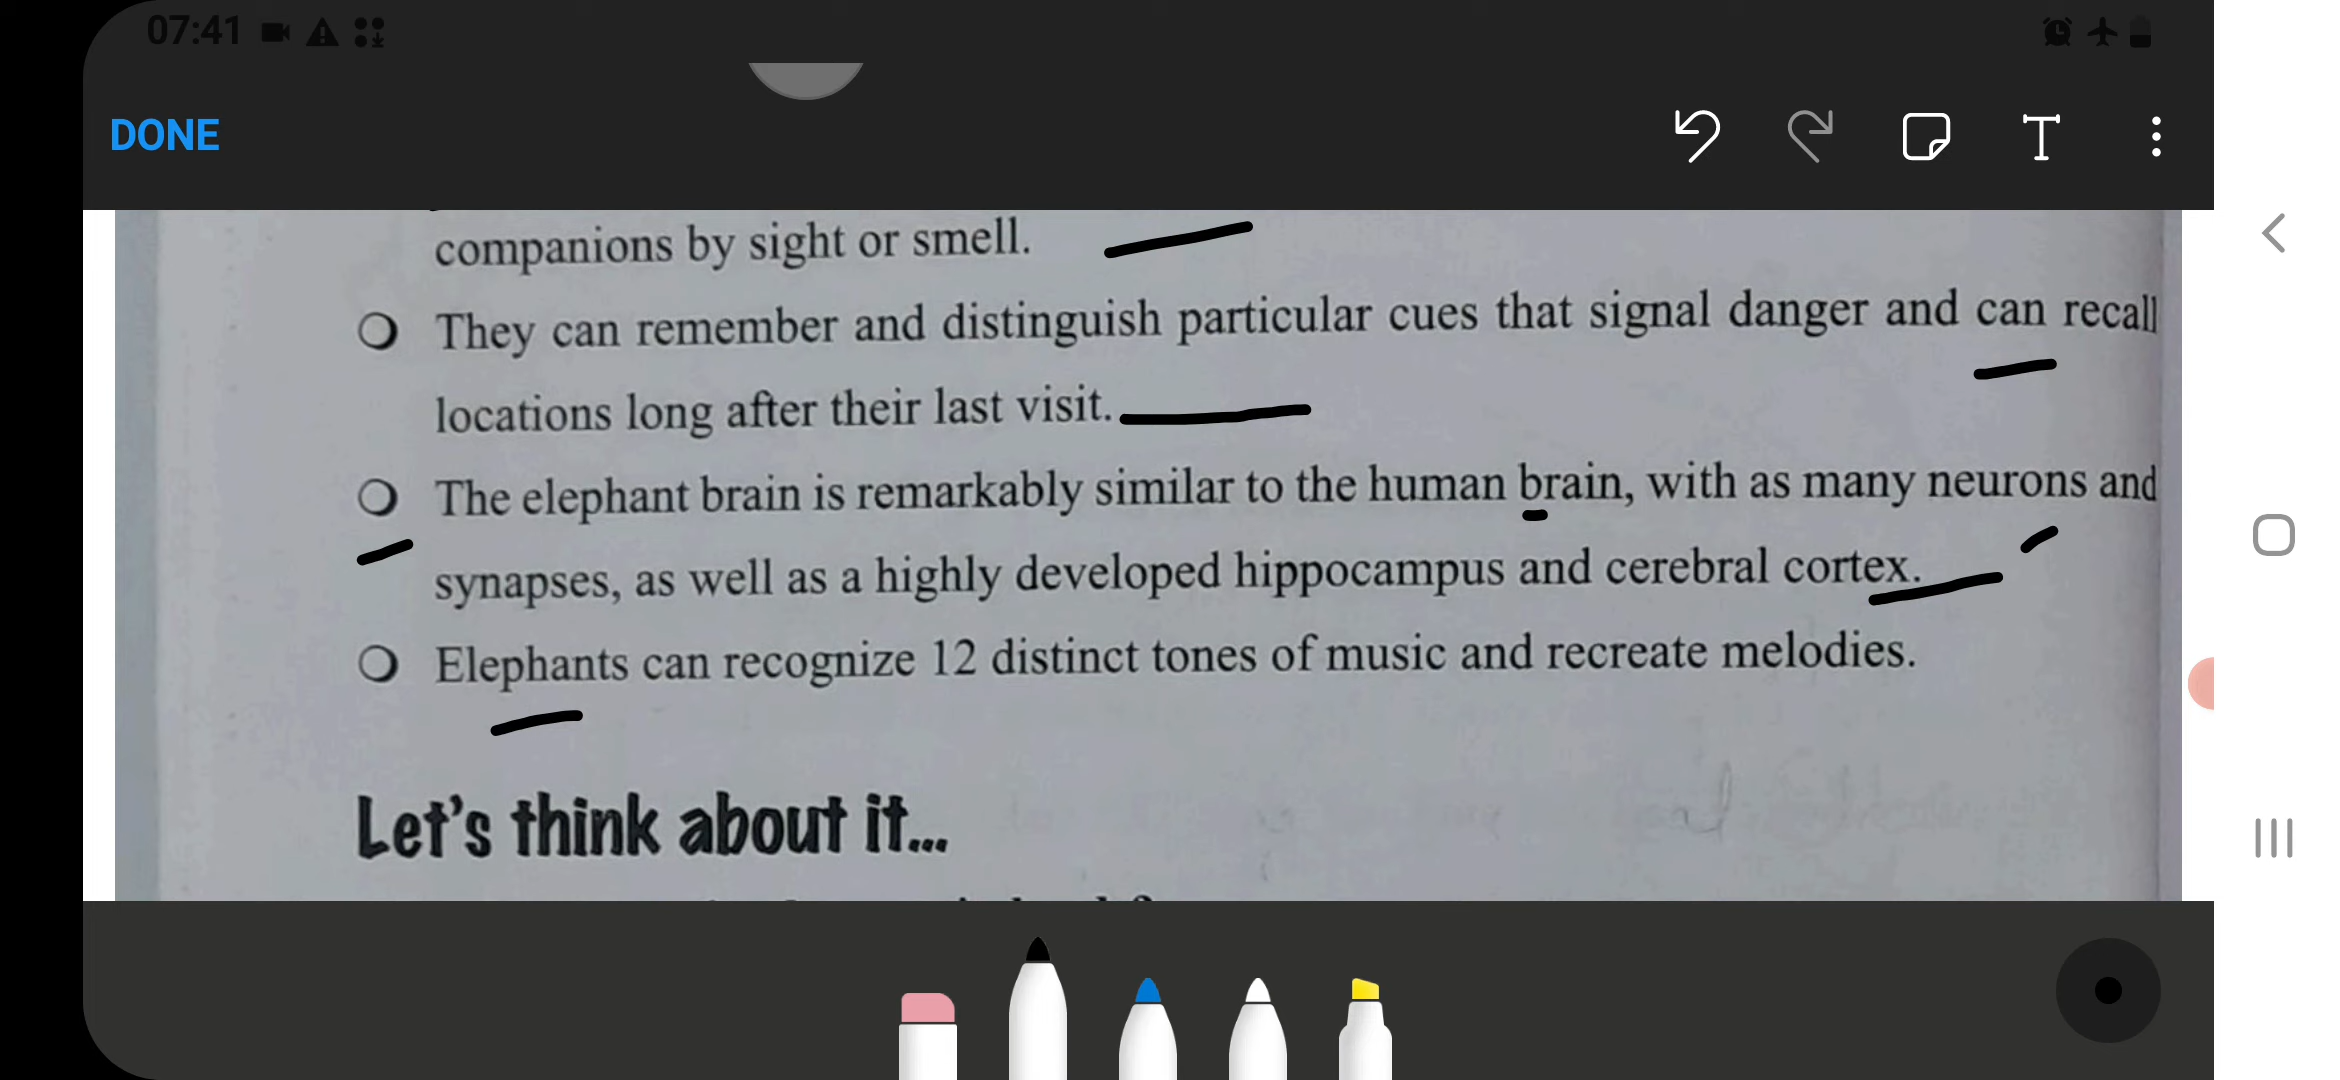 07:41
DONE
T
companions by sight or smell.
They can remember and distinguish particular cues that signal danger and can recall
locations long after their last visit.
The elephant brain is remarkably similar to the human brain, with as many neurons and
synapses, as well as a highly developed hippocampus and cerebral cortex.
Elephants can recognize 12 distinct tones of music and recreate melodies.
Let's think about it...